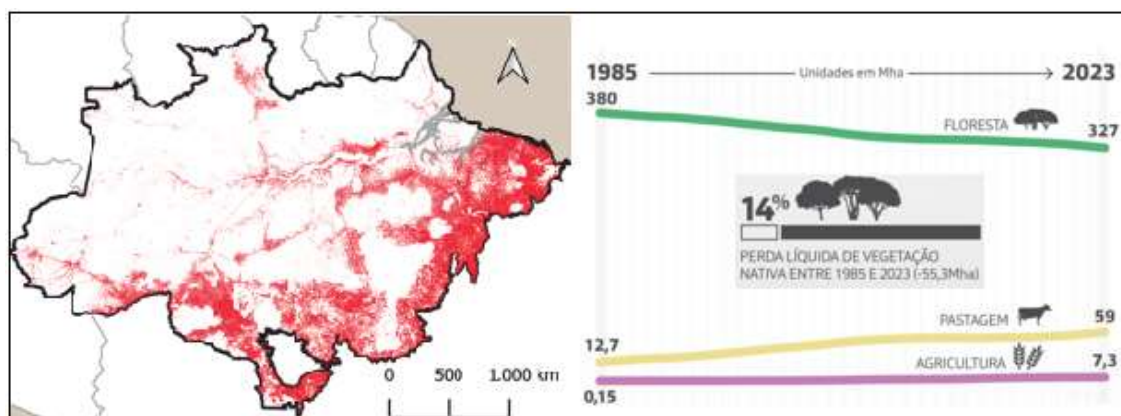 0 500 1.000 km
1985 Unidades em Mha 2023
380
FLORESTA
327
14%
PERDA LÍQUIDA DE VEGETAÇÃO
NATIVA ENTRE 1985 E 2023 (-55,3Mha)
PASTAGEM
59
12,7
AGRICULTURA
7,3
0,15